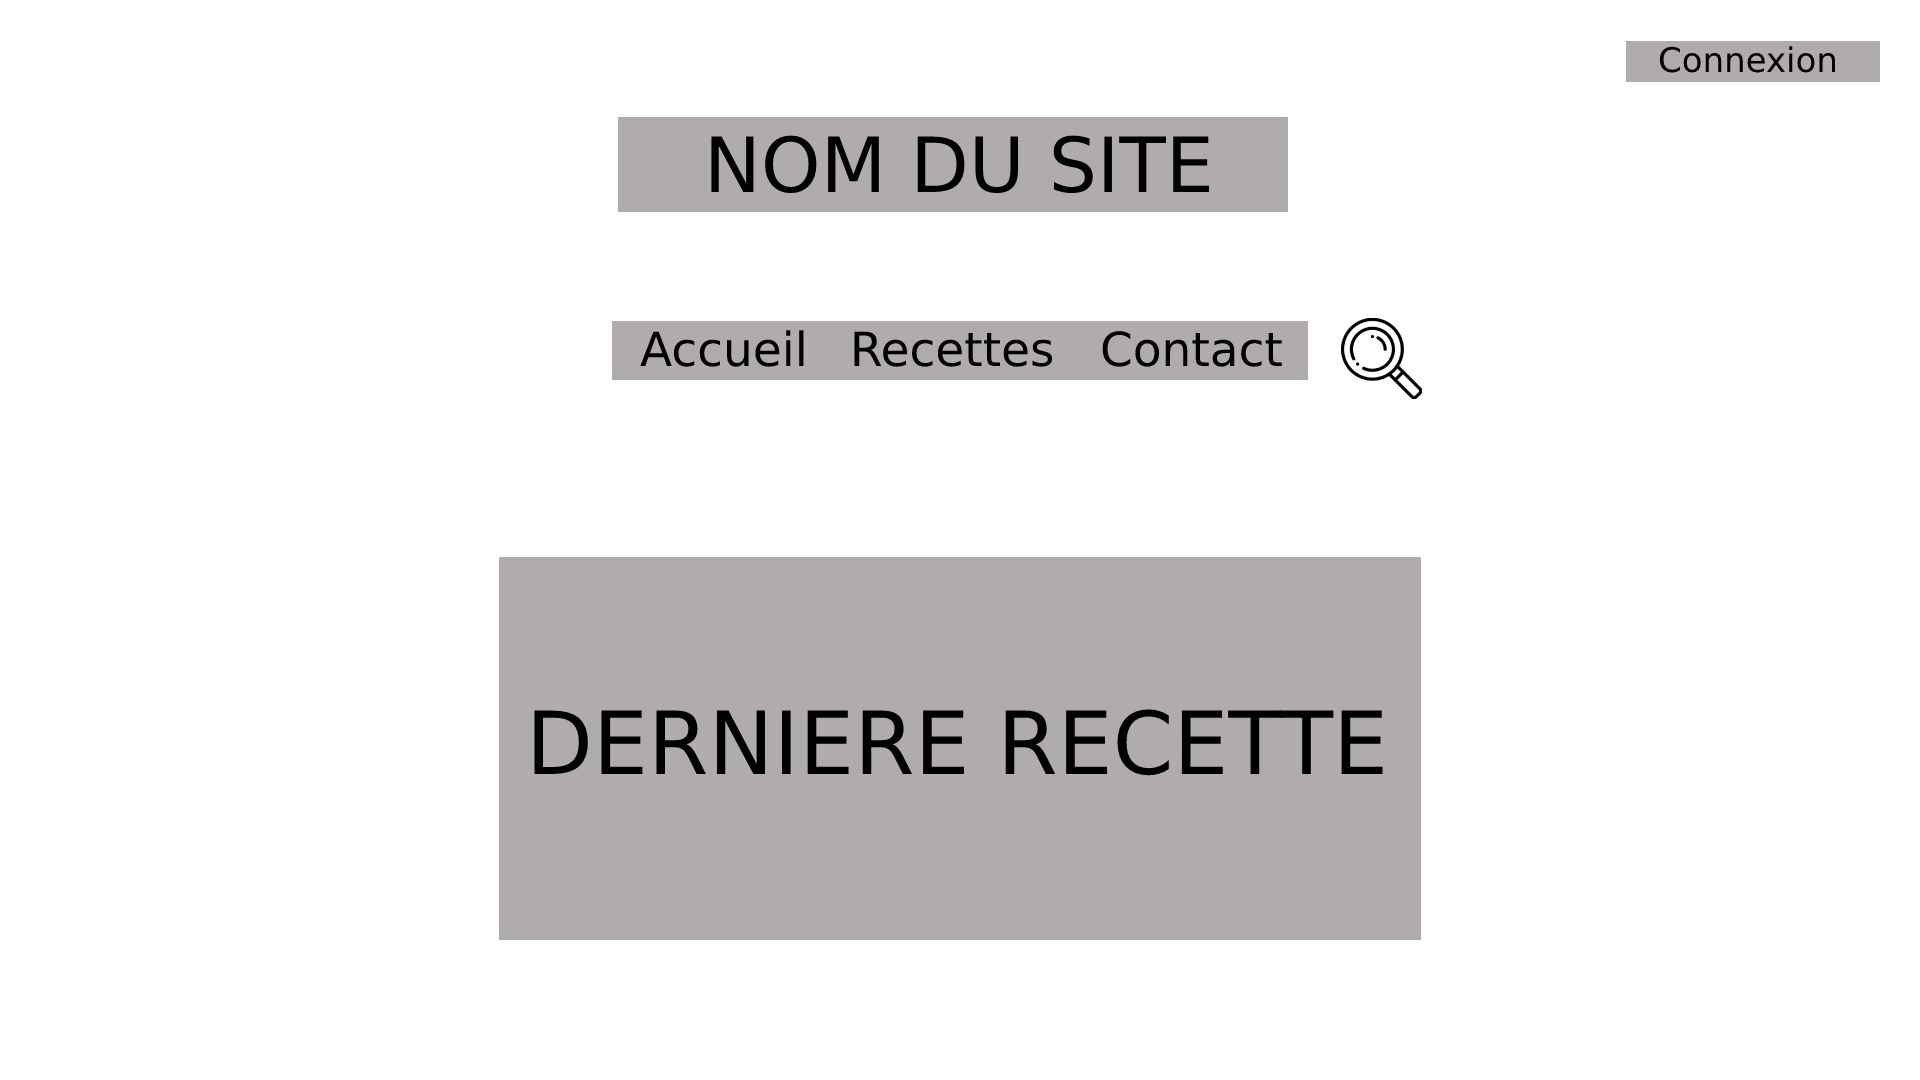 Connexion
NOM DU SITE
Accueil Recettes Contact
DERNIERE RECETTE